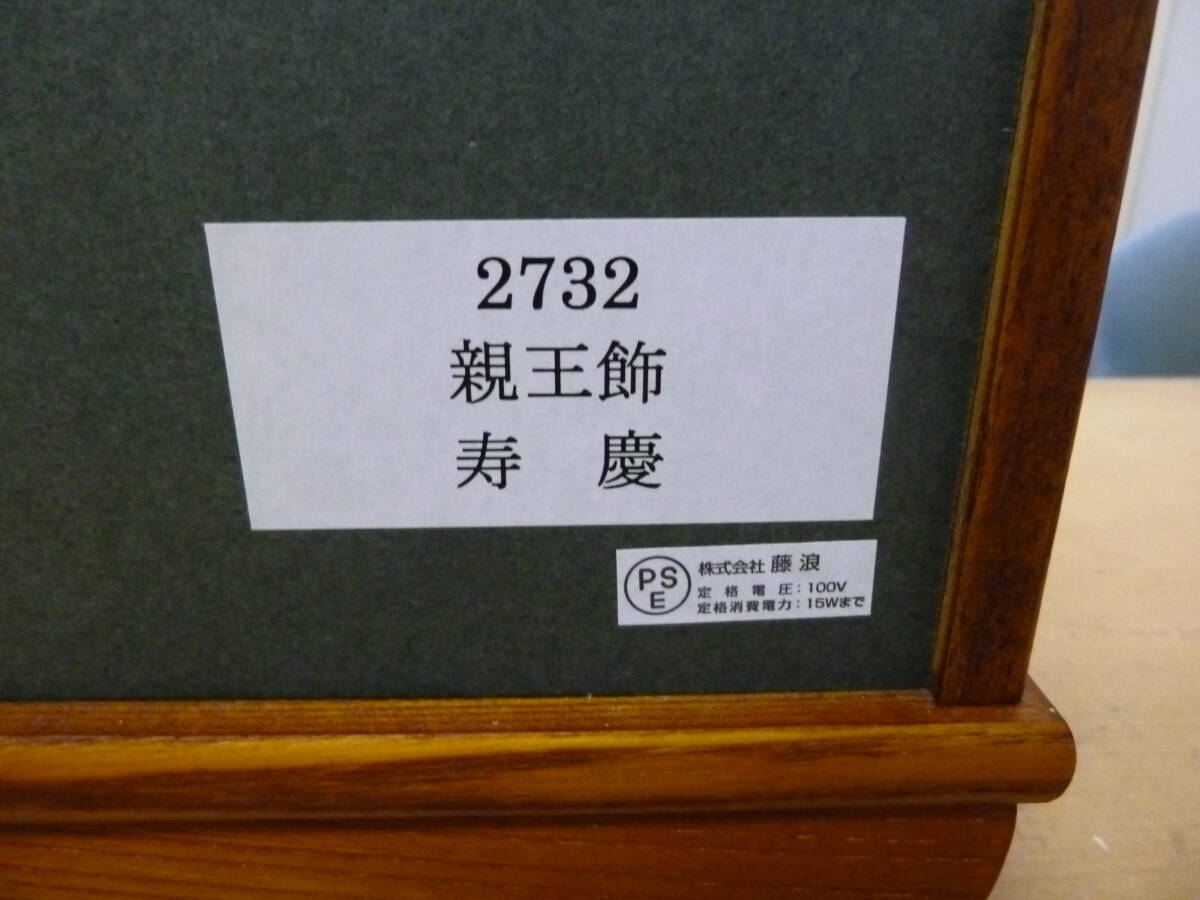 2732
親王飾
寿　慶
PS
E
株式会社 藤浪
定格電圧：100V
定格消費電力：15Wまで